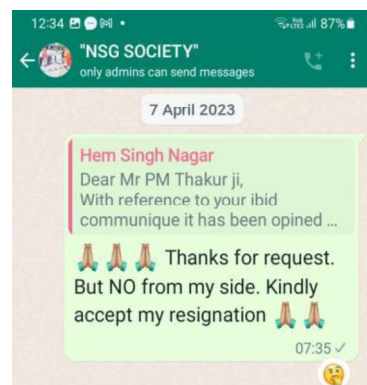 12:34 87%
"NSG SOCIETY"
only admins can send messages
7 April 2023
Hem Singh Nagar
Dear Mr PM Thakur ji,
With reference to your ibid
communique it has been opined ...
🙏🙏🙏 Thanks for request.
But NO from my side. Kindly
accept my resignation 🙏🙏
07:35